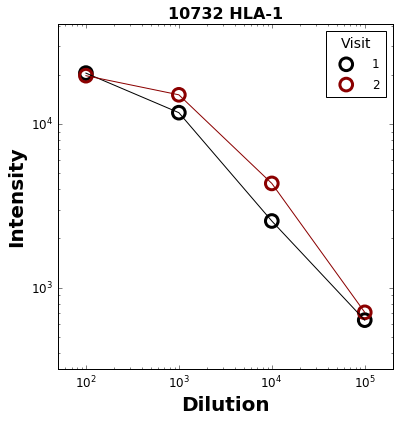 10732 HLA-1
Visit
1
2
10⁴
10³
Intensity
10² 10³ 10⁴ 10⁵
Dilution